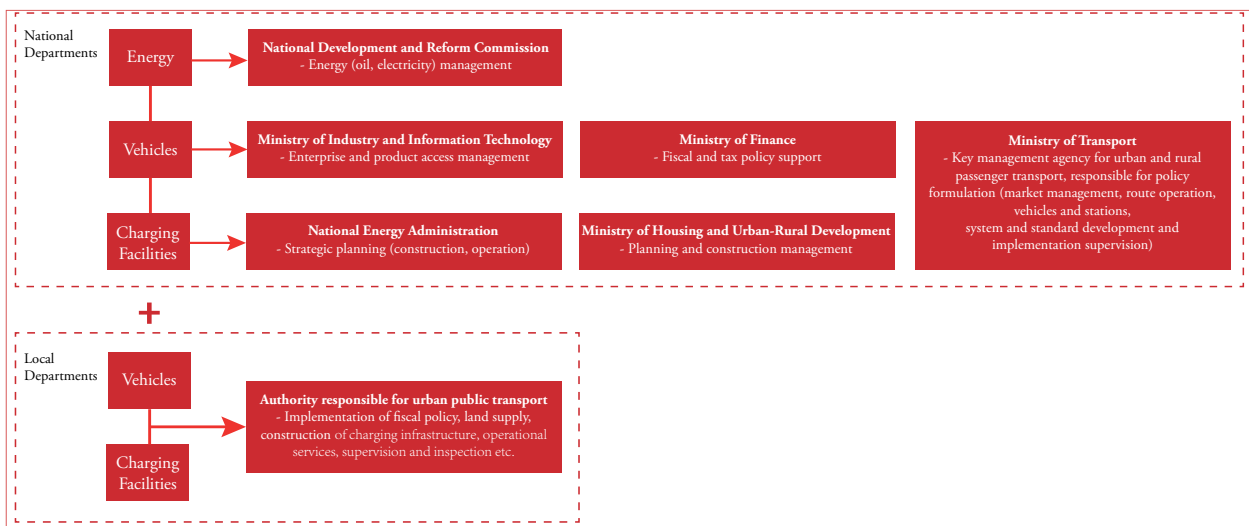 National
Departments
Energy
National Development and Reform Commission
- Energy (oil, electricity) management
Vehicles
Ministry of Industry and Information Technology
- Enterprise and product access management
Ministry of Finance
- Fiscal and tax policy support
Ministry of Transport
- Key management agency for urban and rural
passenger transport, responsible for policy
formulation (market management, route operation,
vehicles and stations,
system and standard development and
implementation supervision)
Charging
Facilities
National Energy Administration
- Strategic planning (construction, operation)
Ministry of Housing and Urban-Rural Development
- Planning and construction management
+
Local
Departments
Vehicles
Authority responsible for urban public transport
- Implementation of fiscal policy, land supply,
construction of charging infrastructure, operational
services, supervision and inspection etc.
Charging
Facilities